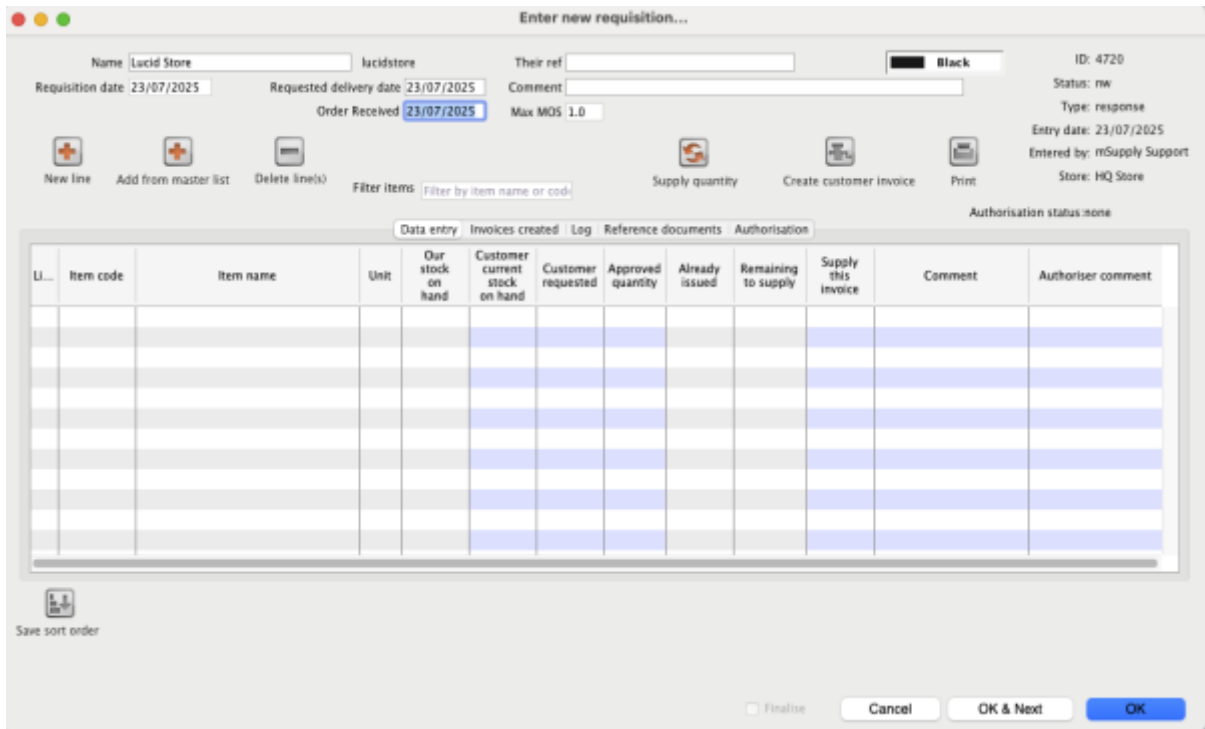 Enter new requisition...
Name Lucid Store lucidstore Their ref Black ID: 4720
Requisition date 23/07/2025 Requested delivery date 23/07/2025 Comment Status: nw
Order Received 23/07/2025 Max MOS 1.0 Type: response
Entry date: 23/07/2025
Entered by: mSupply Support
Store: HQ Store
New line Add from master list Delete line(s) Filter items Filter by item name or code Supply quantity Create customer invoice Print
Authorisation status:none
Data entry Invoices created Log Reference documents Authorisation
Li... Item code Item name Unit Our stock on hand Customer current stock on hand Customer requested Approved quantity Already issued Remaining to supply Supply this invoice Comment Authoriser comment
Save sort order
Finalise Cancel OK & Next OK